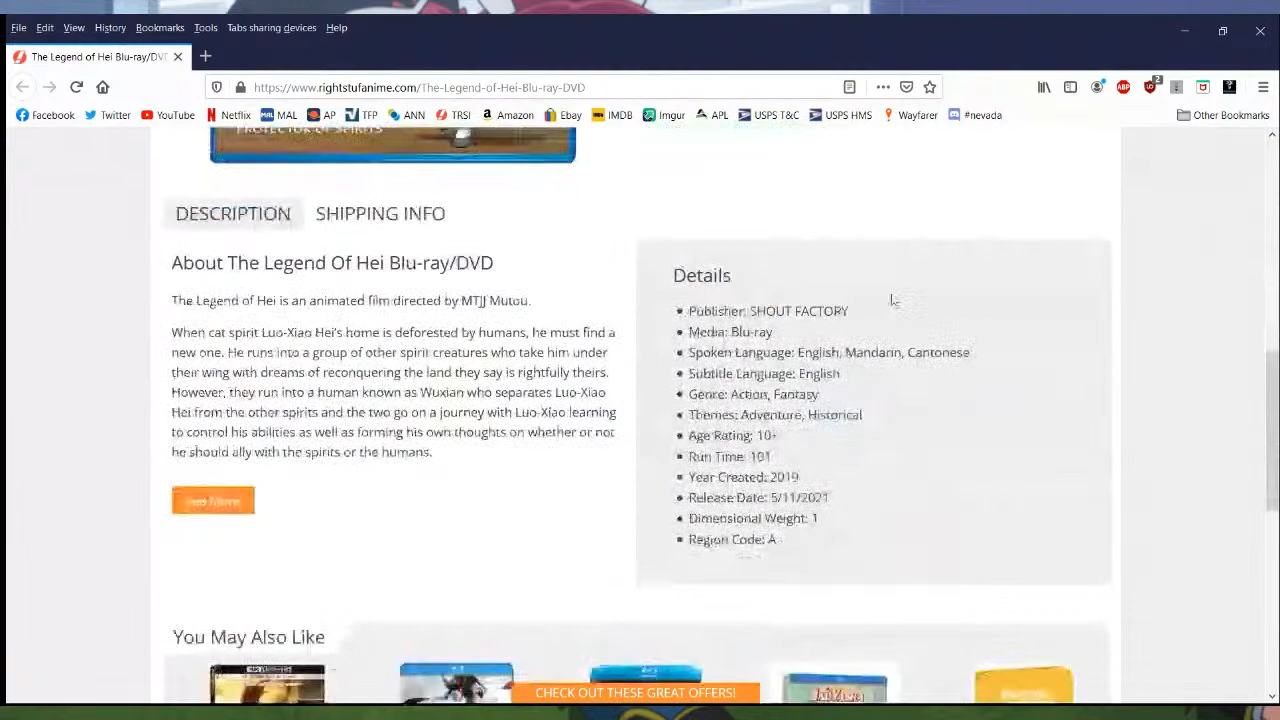 File Edit View History Bookmarks Tools Tabs sharing devices Help
The Legend of Hei Blu-ray/DVD
https://www.rightstufanime.com/The-Legend-of-Hei-Blu-ray-DVD
Facebook Twitter YouTube Netflix MAL AP TFP ANN TRSI Amazon Ebay IMDB Imgur APL USPS T&C USPS HMS Wayfarer #nevada Other Bookmarks
PROTECTOR OF SPIRITS
DESCRIPTION SHIPPING INFO
About The Legend Of Hei Blu-ray/DVD
The Legend of Hei is an animated film directed by MTJJ Mutou.
When cat spirit Luo-Xiao Hei's home is deforested by humans, he must find a
new one. He runs into a group of other spirit creatures who take him under
their wing with dreams of reconquering the land they say is rightfully theirs.
However, they run into a human known as Wuxian who separates Luo-Xiao
Hei from the other spirits and the two go on a journey with Luo-Xiao learning
to control his abilities as well as forming his own thoughts on whether or not
he should ally with the spirits or the humans.
Details
Publisher: SHOUT FACTORY
Media: Blu-ray
Spoken Language: English, Mandarin, Cantonese
Subtitle Language: English
Genre: Action, Fantasy
Themes: Adventure, Historical
Age Rating: 10+
Run Time: 101
Year Created: 2019
Release Date: 5/11/2021
Dimensional Weight: 1
Region Code: A
You May Also Like
CHECK OUT THESE GREAT OFFERS!